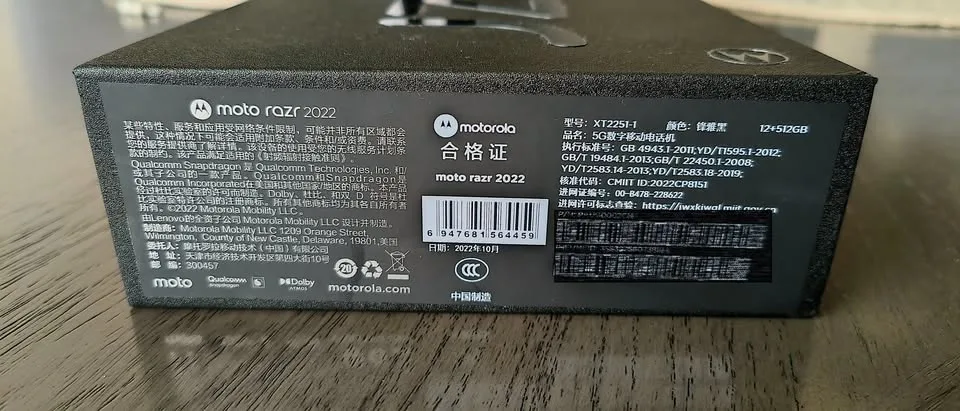 moto razr 2022
某些特性、服务和应用受网络条件限制，可能并非所有区域都会
提供，这种情况下可能会适用附加条款、条件和/或资费。请联系
您的服务提供商了解详情。该设备的使用受您的无线服务计划条
款的制约。该产品满足适用的《射频辐射接触准则》。
Qualcomm Snapdragon 是 Qualcomm Technologies, Inc. 和/
或其子公司的一款产品。Qualcomm和Snapdragon是
Qualcomm Incorporated在美国和其他国家/地区的商标。本产品
经过杜比实验室的许可而制造。Dolby、杜比、和双 D 符号是杜
比实验室特许公司的注册商标。所有其他商标均为其各自所有者
所有。©2022 Motorola Mobility LLC。
由Lenovo的全资子公司 Motorola Mobility LLC 设计并制造。
制造商：Motorola Mobility LLC 1209 Orange Street,
Wilmington, County of New Castle, Delaware, 19801,美国
委托人：摩托罗拉移动技术（中国）有限公司
地 址：天津市经济技术开发区第四大街10号
邮 编：300457
moto
Qualcomm
snapdragon
Dolby
ATMOS
20
motorola.com
motorola
合格证
moto razr 2022
6 947681 564459
日期：2022年10月
CCC
中国制造
型号：XT2251-1 颜色：锋雅黑 12+512GB
品名：5G数字移动电话机
执行标准号：GB 4943.1-2011;YD/T1595.1-2012;
GB/T 19484.1-2013;GB/T 22450.1-2008;
YD/T2583.14-2013;YD/T2583.18-2019;
核准代码：CMIIT ID:2022CP8151
进网证编号：00-8478-228622
进网许可标志查验：https://jwxkjwgl.miit.gov.cn